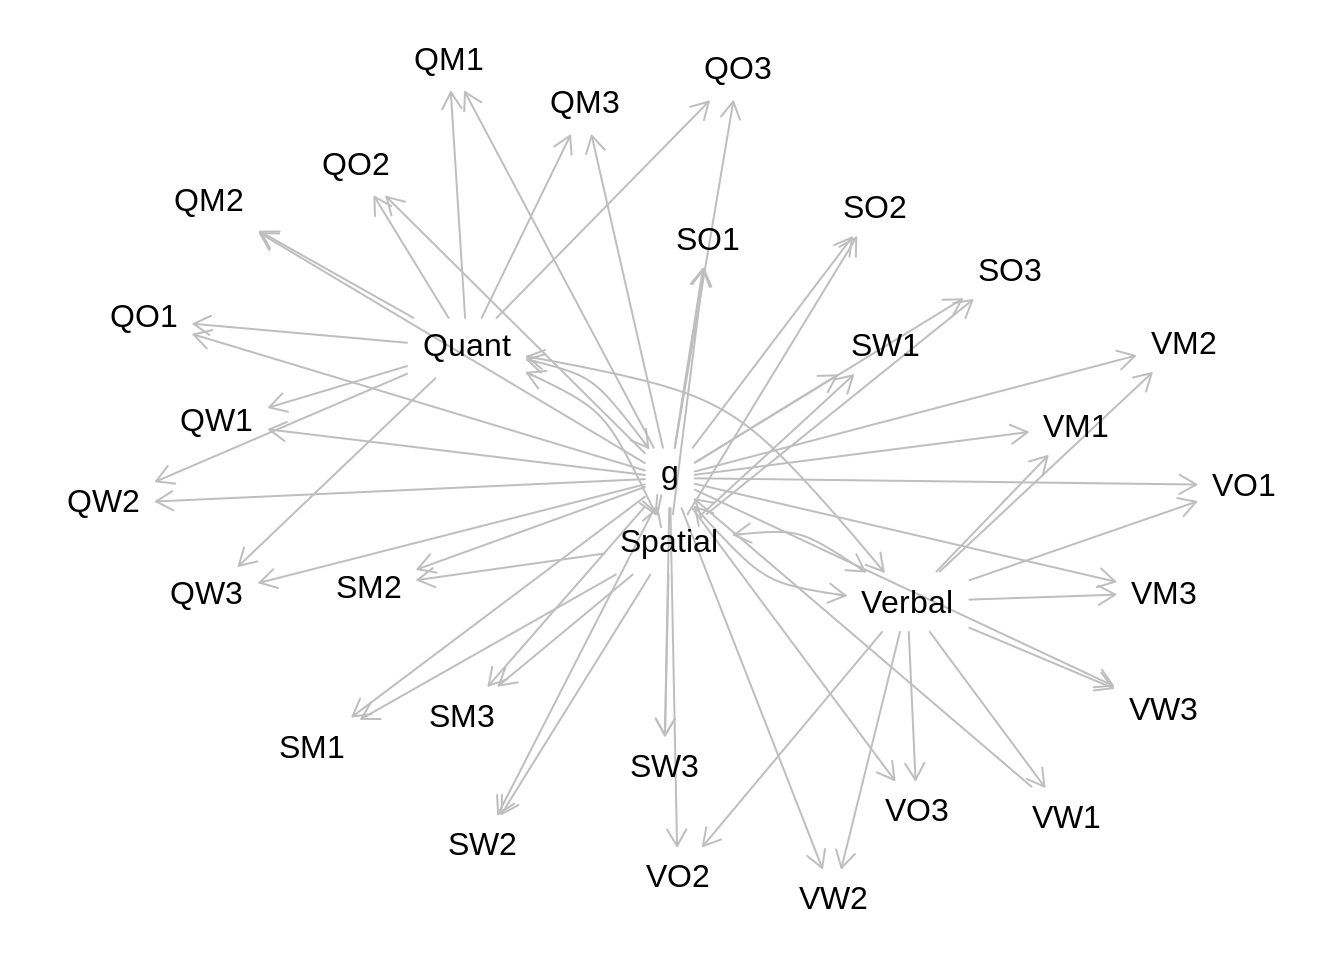 QM1
QO3
QM3
QO2
QM2
SO2
SO1
SO3
QO1
Quant
SW1
VM2
QW1
VM1
g
VO1
QW2
Spatial
SM2
QW3
Verbal
VM3
VW3
SM3
SM1
SW3
VO3
VW1
SW2
VO2
VW2